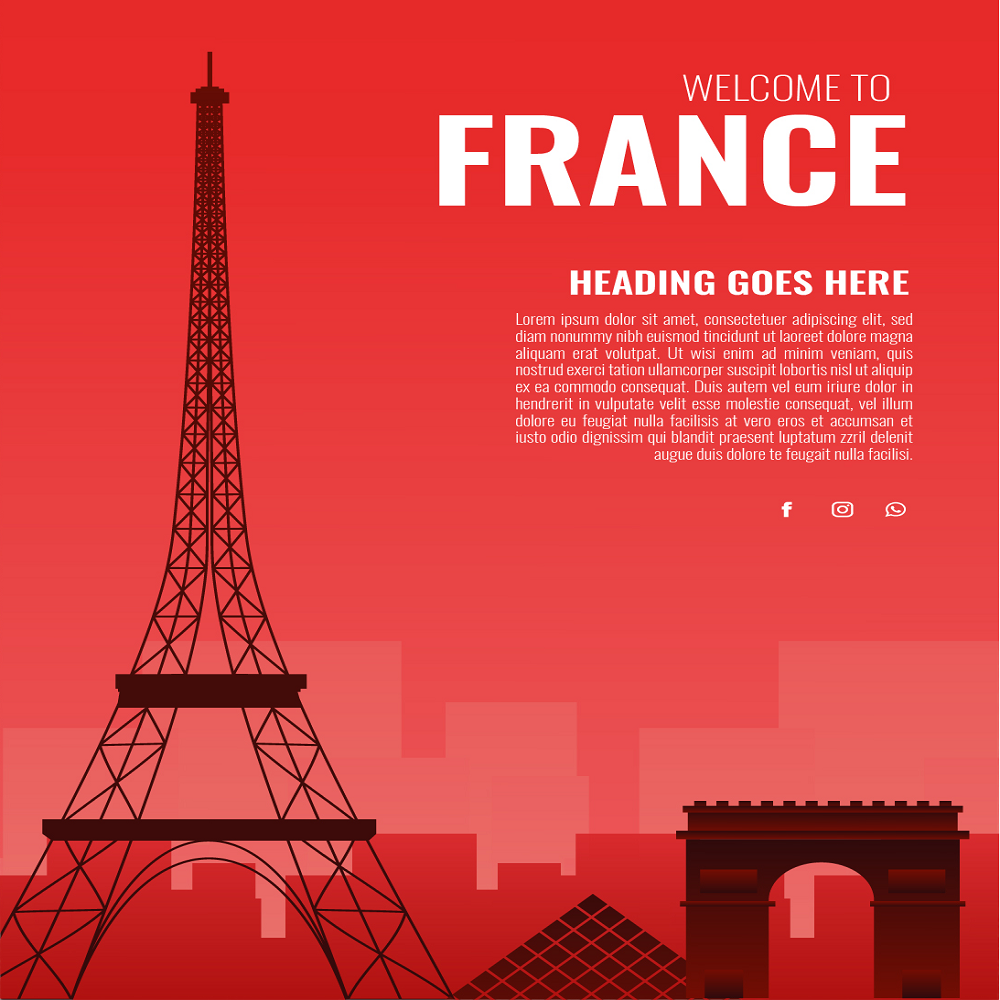 WELCOME TO
FRANCE
HEADING GOES HERE
Lorem ipsum dolor sit amet, consectetuer adipiscing elit, sed
diam nonummy nibh euismod tincidunt ut laoreet dolore magna
aliquam erat volutpat. Ut wisi enim ad minim veniam, quis
nostrud exerci tation ullamcorper suscipit lobortis nisl ut aliquip
ex ea commodo consequat. Duis autem vel eum iriure dolor in
hendrerit in vulputate velit esse molestie consequat, vel illum
dolore eu feugiat nulla facilisis at vero eros et accumsan et
iusto odio dignissim qui blandit praesent luptatum zzril delenit
augue duis dolore te feugait nulla facilisi.